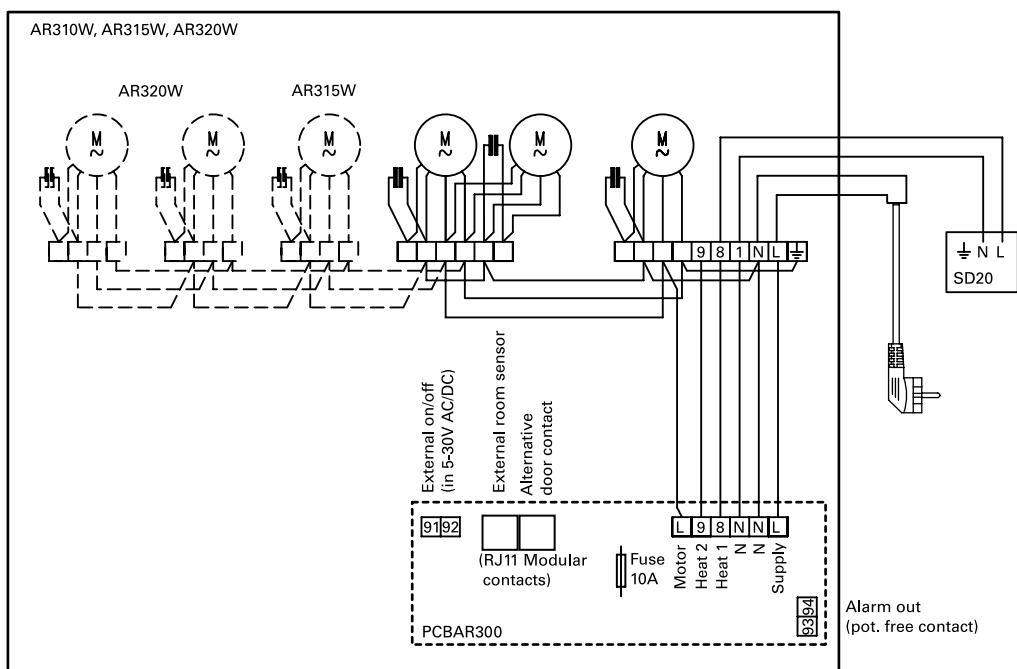 AR310W, AR315W, AR320W
AR320W
AR315W
M
~
M
~
M
~
M
~
M
~
M
~
9 8 1 N L
N L
SD20
External on/off
(in 5-30V AC/DC)
External room sensor
Alternative
door contact
91 92
(RJ11 Modular
contacts)
Fuse
10A
L 9 8 N N L
Motor
Heat 2
Heat 1
N
N
Supply
93 94
Alarm out
(pot. free contact)
PCBAR300